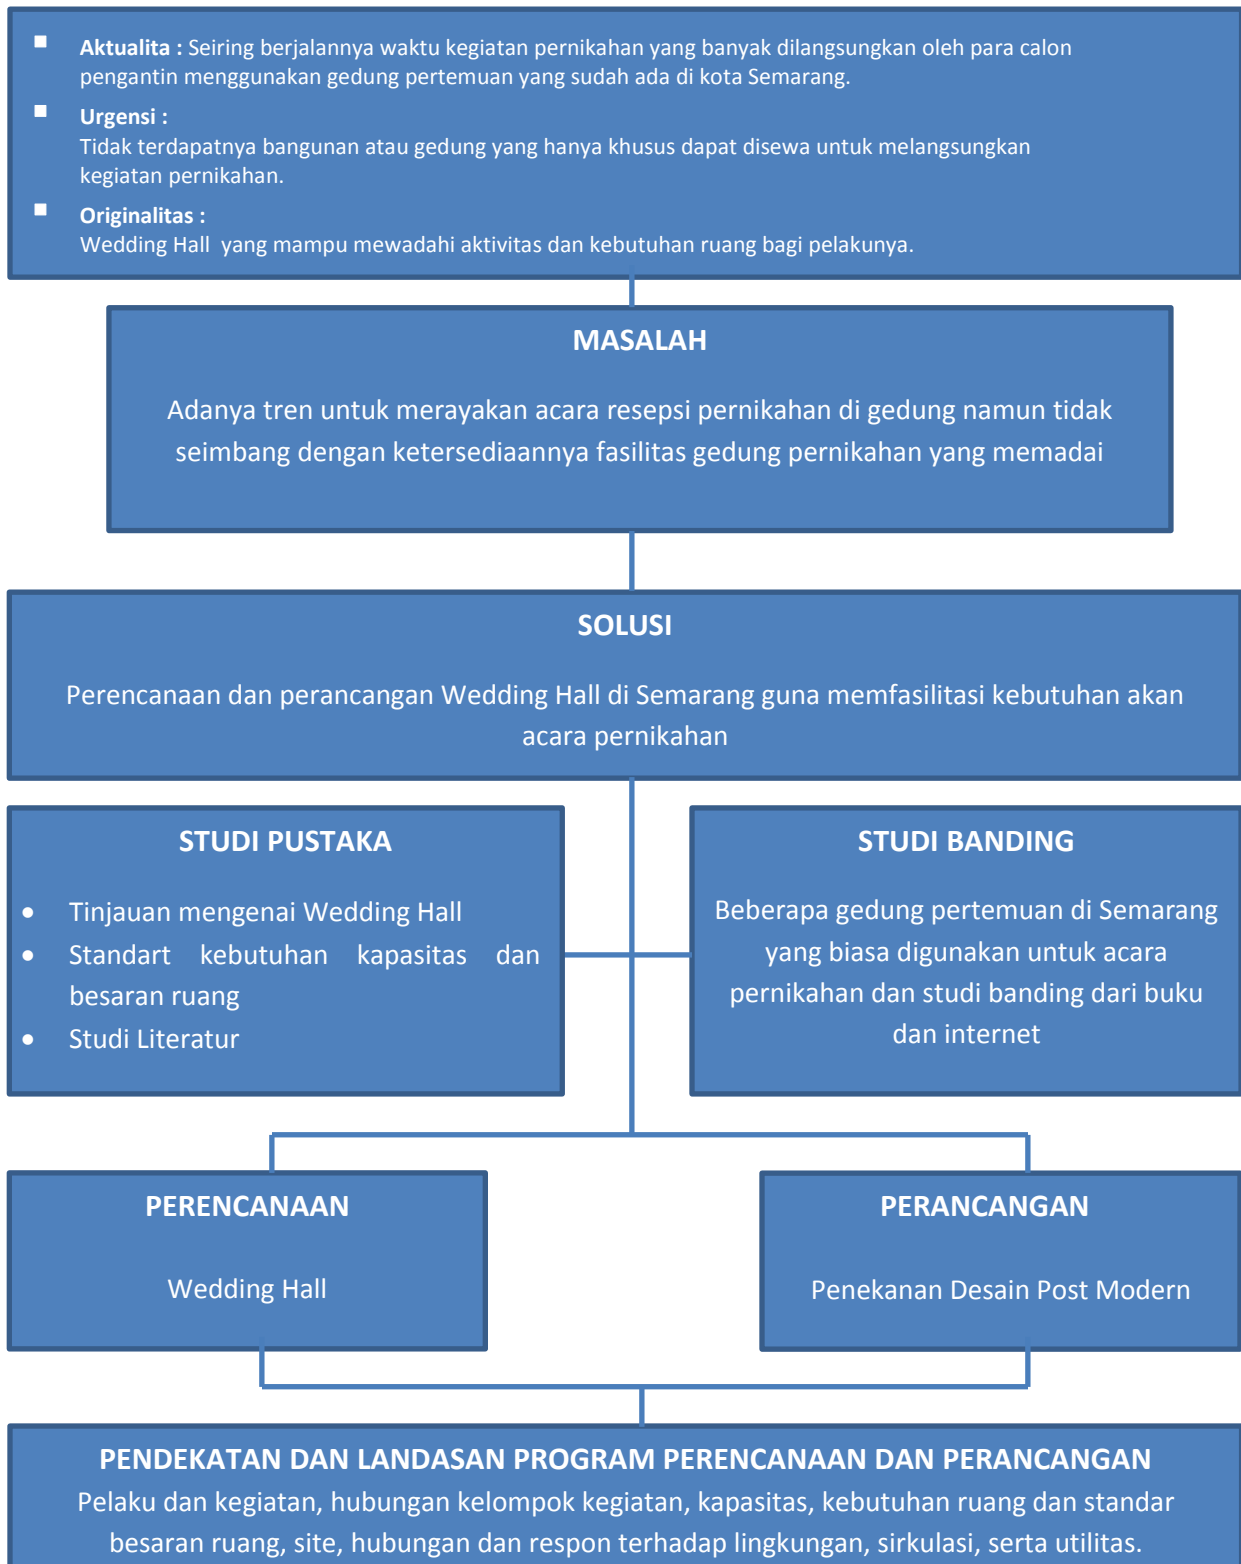 ▪ Aktualita : Seiring berjalannya waktu kegiatan pernikahan yang banyak dilangsungkan oleh para calon
pengantin menggunakan gedung pertemuan yang sudah ada di kota Semarang.
▪ Urgensi :
Tidak terdapatnya bangunan atau gedung yang hanya khusus dapat disewa untuk melangsungkan
kegiatan pernikahan.
▪ Originalitas :
Wedding Hall yang mampu mewadahi aktivitas dan kebutuhan ruang bagi pelakunya.
MASALAH
Adanya tren untuk merayakan acara resepsi pernikahan di gedung namun tidak
seimbang dengan ketersediaannya fasilitas gedung pernikahan yang memadai
SOLUSI
Perencanaan dan perancangan Wedding Hall di Semarang guna memfasilitasi kebutuhan akan
acara pernikahan
STUDI PUSTAKA
• Tinjauan mengenai Wedding Hall
• Standart kebutuhan kapasitas dan
besaran ruang
• Studi Literatur
STUDI BANDING
Beberapa gedung pertemuan di Semarang
yang biasa digunakan untuk acara
pernikahan dan studi banding dari buku
dan internet
PERENCANAAN
Wedding Hall
PERANCANGAN
Penekanan Desain Post Modern
PENDEKATAN DAN LANDASAN PROGRAM PERENCANAAN DAN PERANCANGAN
Pelaku dan kegiatan, hubungan kelompok kegiatan, kapasitas, kebutuhan ruang dan standar
besaran ruang, site, hubungan dan respon terhadap lingkungan, sirkulasi, serta utilitas.